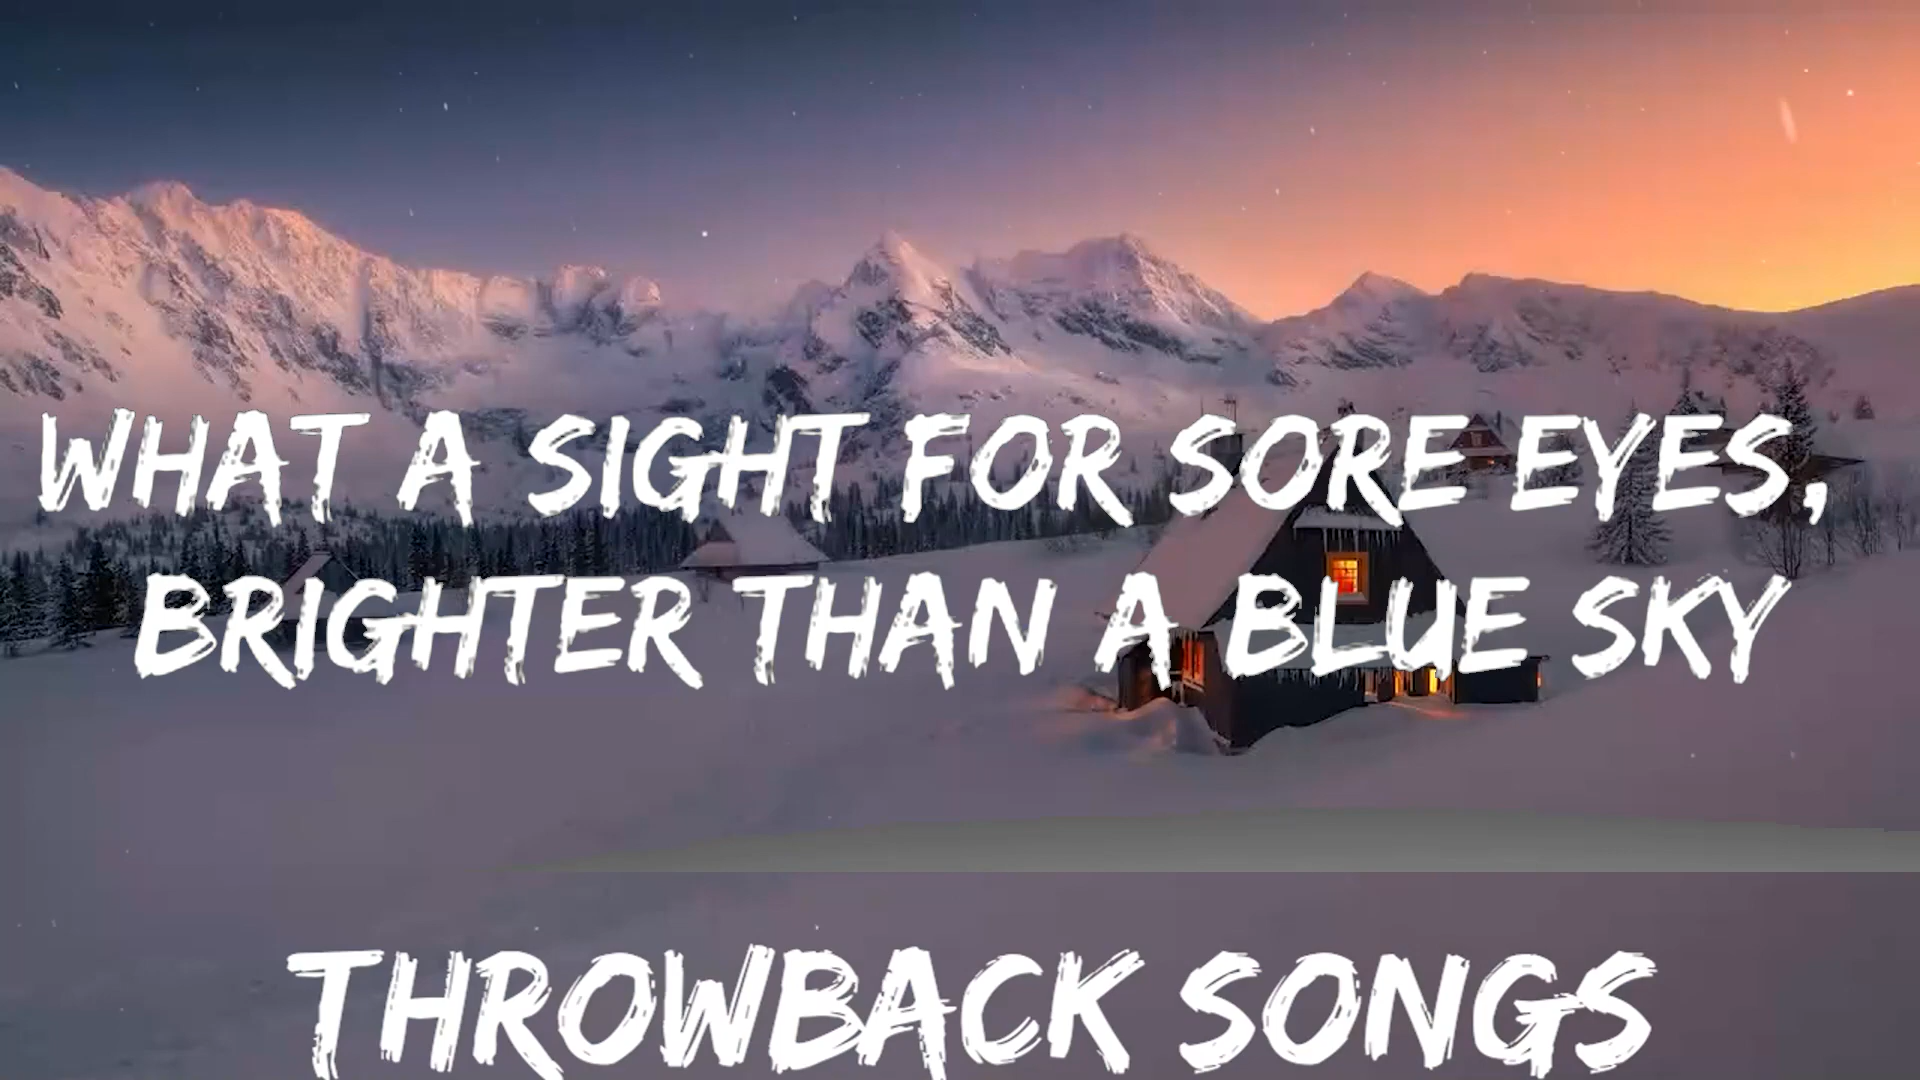 WHAT A SIGHT FOR SORE EYES,
BRIGHTER THAN A BLUE SKY
THROWBACK SONGS